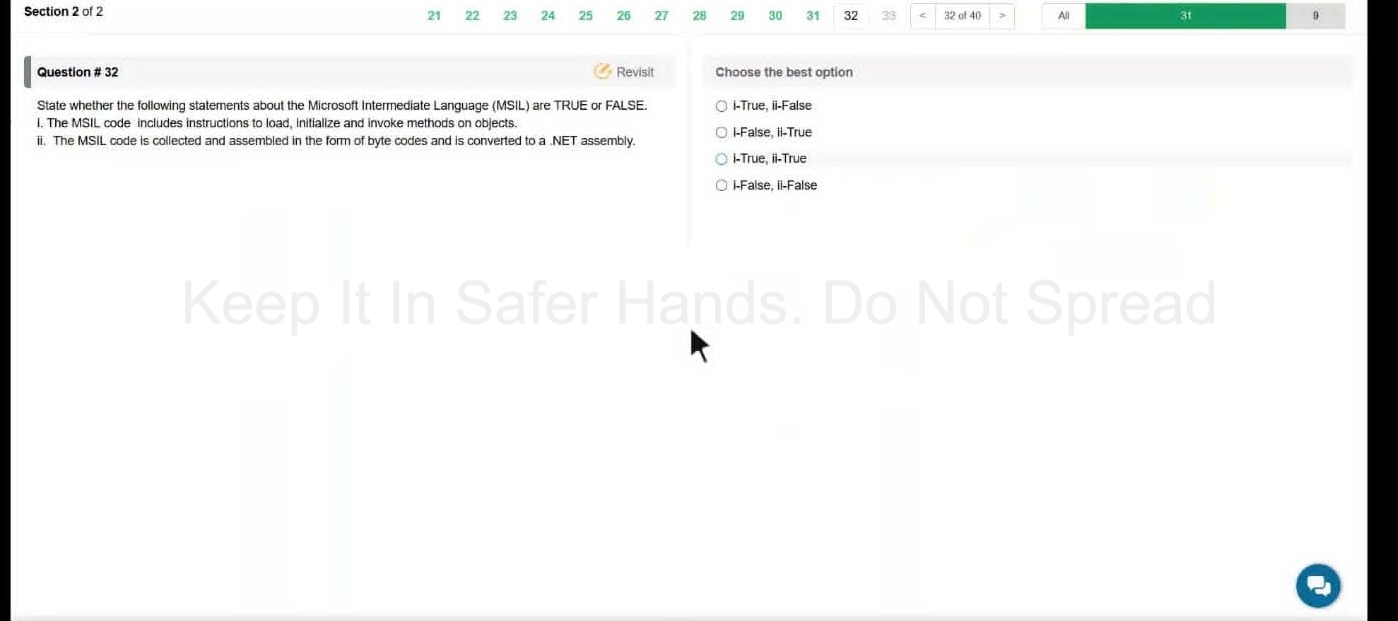 Section 2 of 2
21 22 23 24 25 26 27 28 29 30 31 32 33 < 32 of 40 > All 31 9
Question # 32
Revisit
State whether the following statements about the Microsoft Intermediate Language (MSIL) are TRUE or FALSE.
i. The MSIL code includes instructions to load, initialize and invoke methods on objects.
ii. The MSIL code is collected and assembled in the form of byte codes and is converted to a .NET assembly.
Choose the best option
i-True, ii-False
i-False, ii-True
i-True, ii-True
i-False, ii-False
Keep It In Safer Hands. Do Not Spread